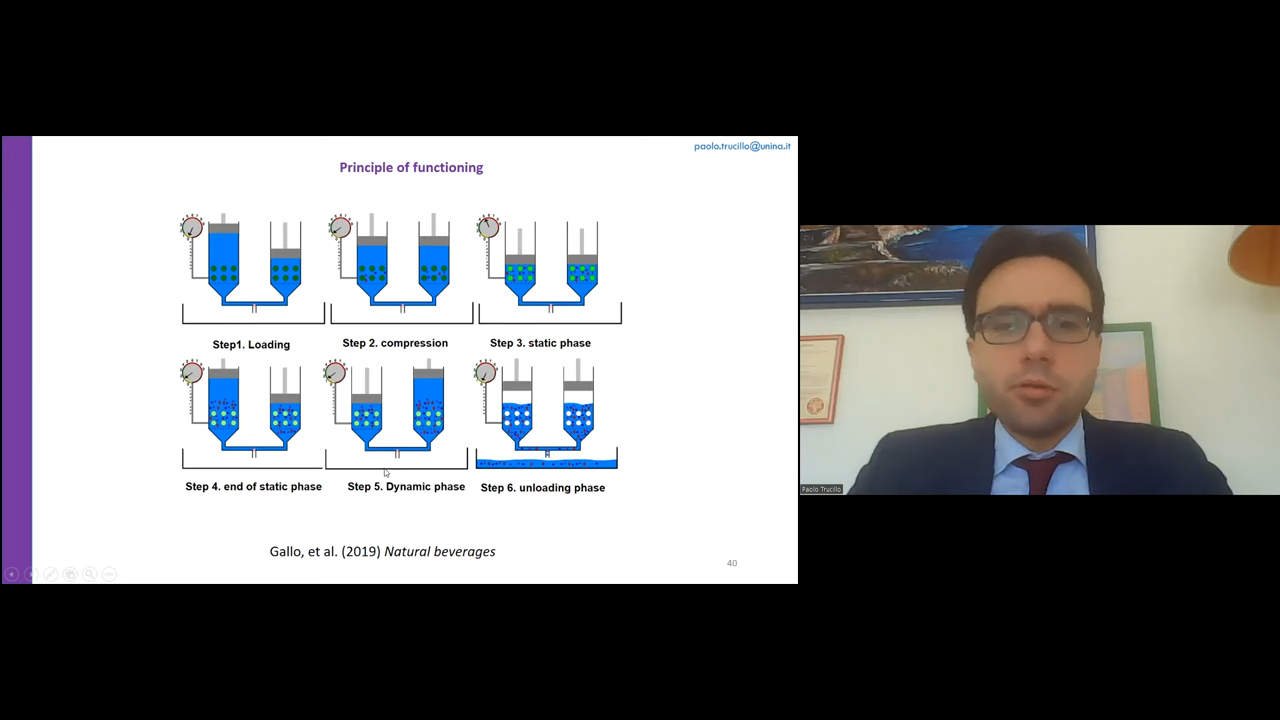 paolo.trucillo@unina.it
Principle of functioning
Step1. Loading
Step 2. compression
Step 3. static phase
Step 4. end of static phase
Step 5. Dynamic phase
Step 6. unloading phase
Gallo, et al. (2019) Natural beverages
40
Paolo Trucillo